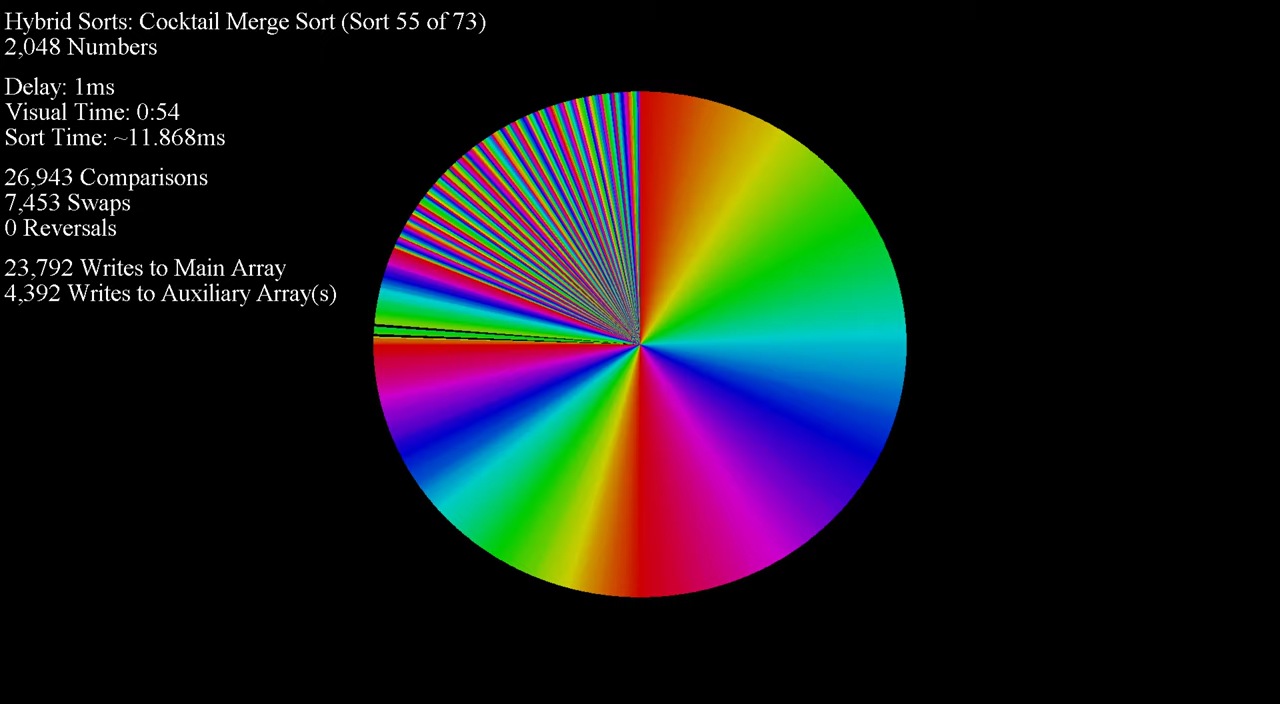 Hybrid Sorts: Cocktail Merge Sort (Sort 55 of 73)
2,048 Numbers
Delay: 1ms
Visual Time: 0:54
Sort Time: ~11.868ms
26,943 Comparisons
7,453 Swaps
0 Reversals
23,792 Writes to Main Array
4,392 Writes to Auxiliary Array(s)